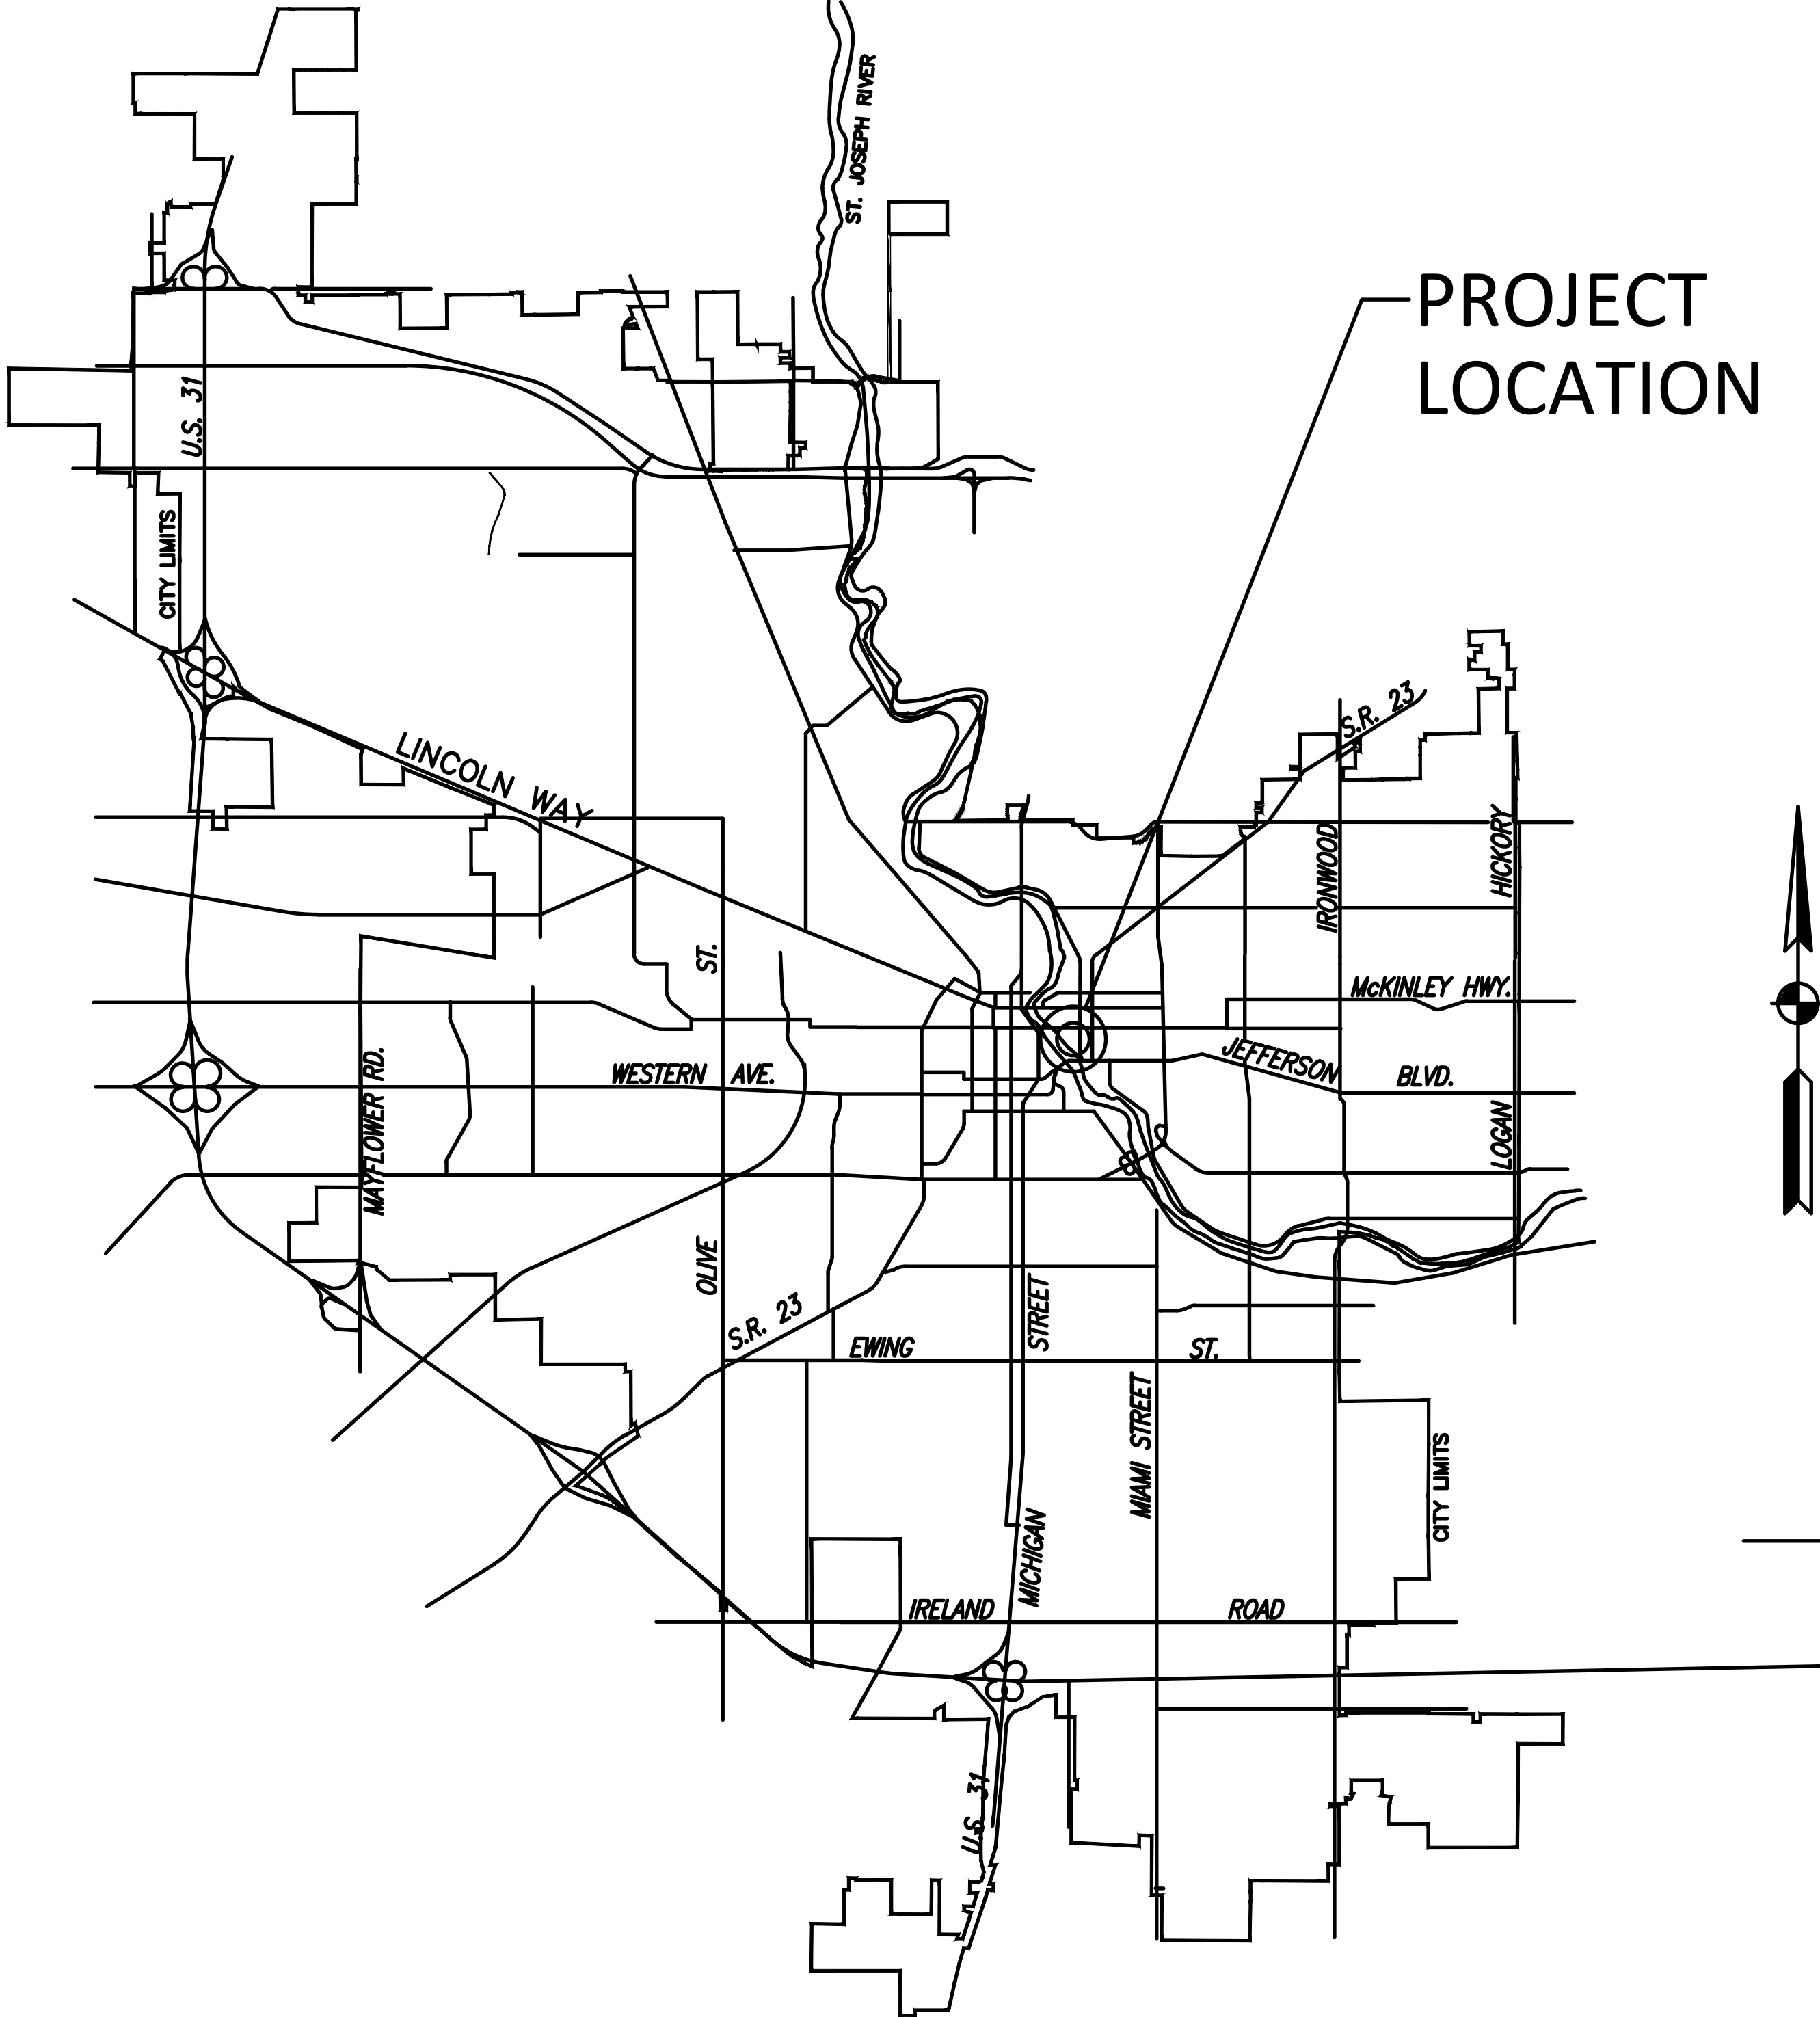 ST. JOSEPH RIVER
PROJECT
LOCATION
U.S. 31
CITY LIMITS
S.R. 23
LINCOLN WAY
IRONWOOD
HICKORY
ST.
McKINLEY HWY.
JEFFERSON BLVD.
WESTERN AVE.
MAYFLOWER RD.
LOGAN
OLIVE
STREET
S.R. 23
EWING ST.
MIAMI STREET
CITY LIMITS
MICHIGAN
IRELAND ROAD
U.S. 31